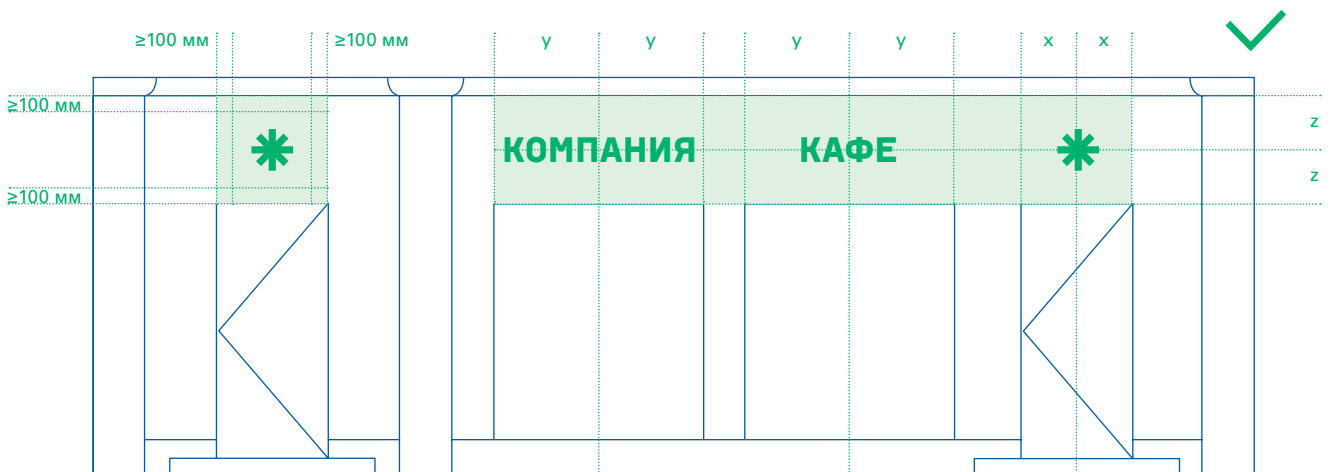 ≥100 мм ≥100 мм y y y y x x
≥100 мм
z
КОМПАНИЯ КАФЕ
z
≥100 мм